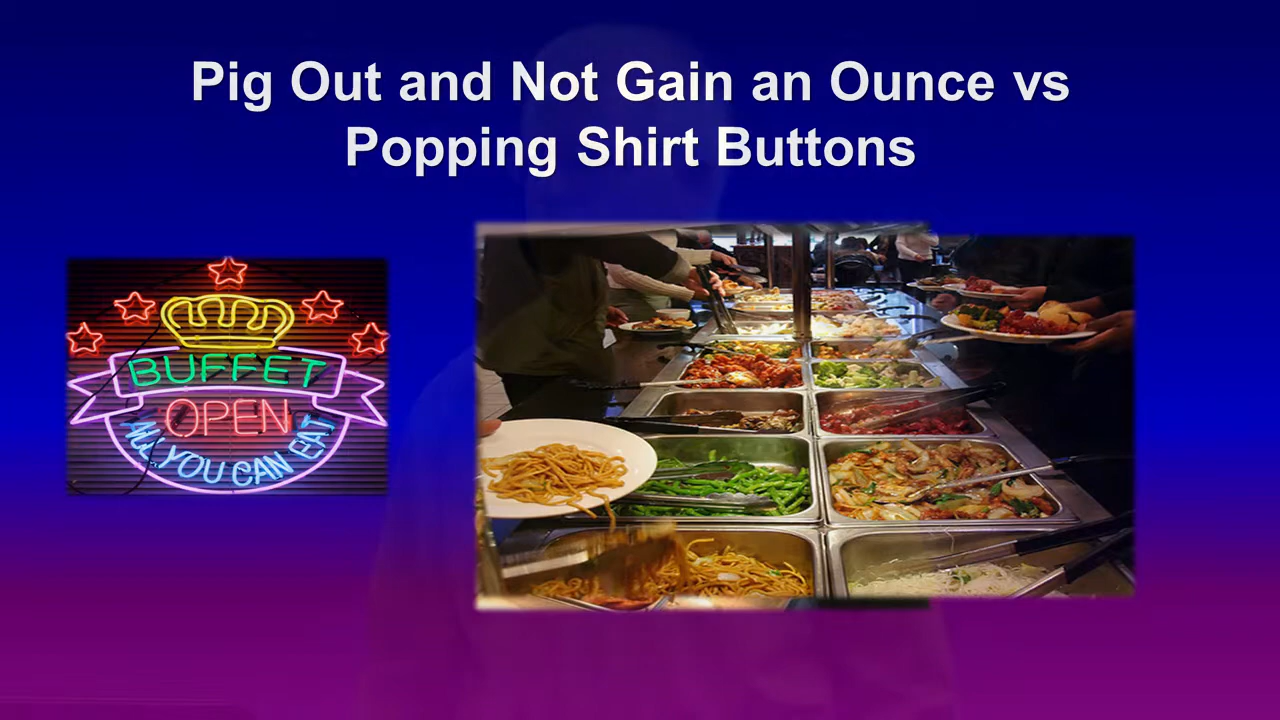 Pig Out and Not Gain an Ounce vs
Popping Shirt Buttons
BUFFET
OPEN
ALL YOU CAN EAT